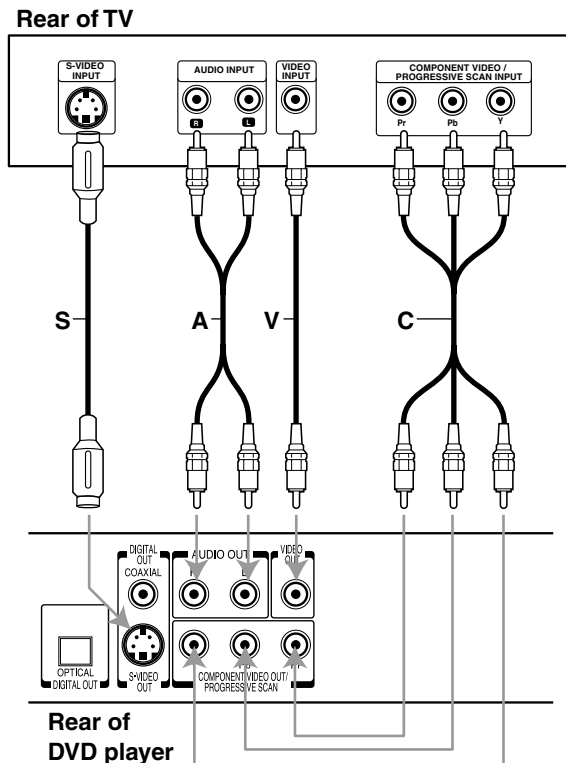 Rear of TV
S-VIDEO
INPUT
AUDIO INPUT
R
L
VIDEO
INPUT
COMPONENT VIDEO /
PROGRESSIVE SCAN INPUT
Pr
Pb
Y
S
A
V
C
DIGITAL
OUT
COAXIAL
AUDIO OUT
VIDEO
OUT
OPTICAL
DIGITAL OUT
S-VIDEO
OUT
COMPONENT VIDEO OUT/
PROGRESSIVE SCAN
Rear of
DVD player